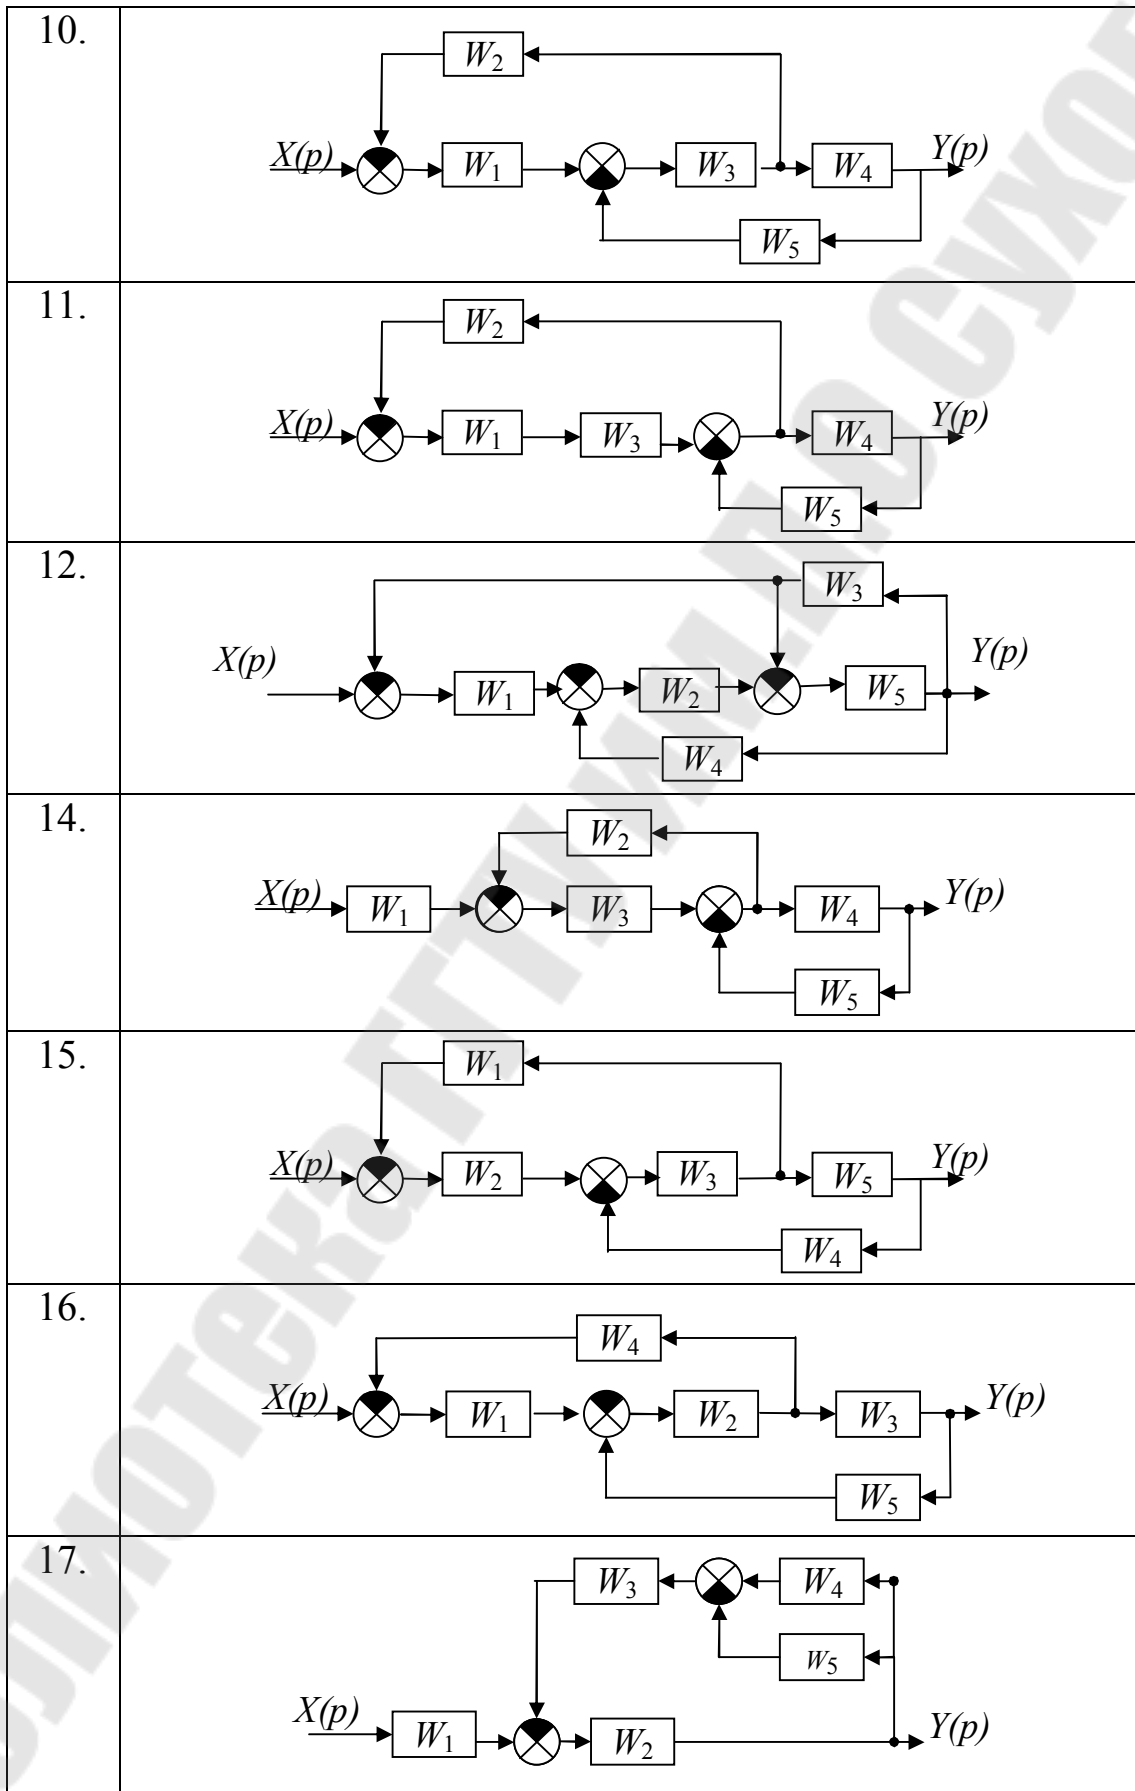 10.
W2
X(p) W1 W3 W4 Y(p)
W5
11.
W2
X(p) W1 W3 W4 Y(p)
W5
12.
W3
X(p) W1 W2 W5 Y(p)
W4
14.
W2
X(p) W1 W3 W4 Y(p)
W5
15.
W1
X(p) W2 W3 W5 Y(p)
W4
16.
W4
X(p) W1 W2 W3 Y(p)
W5
17.
W3 W4
W5
X(p) W1 W2 Y(p)